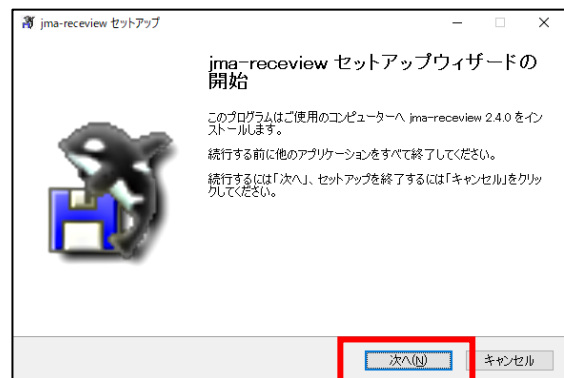 jma-receview セットアップ
jma-receview セットアップウィザードの
開始
このプログラムはご使用のコンピューターへ jma-receview 2.4.0 をイン
ストールします。
続行する前に他のアプリケーションをすべて終了してください。
続行するには「次へ」、セットアップを終了するには「キャンセル」をクリッ
クしてください。
次へ(N)
キャンセル